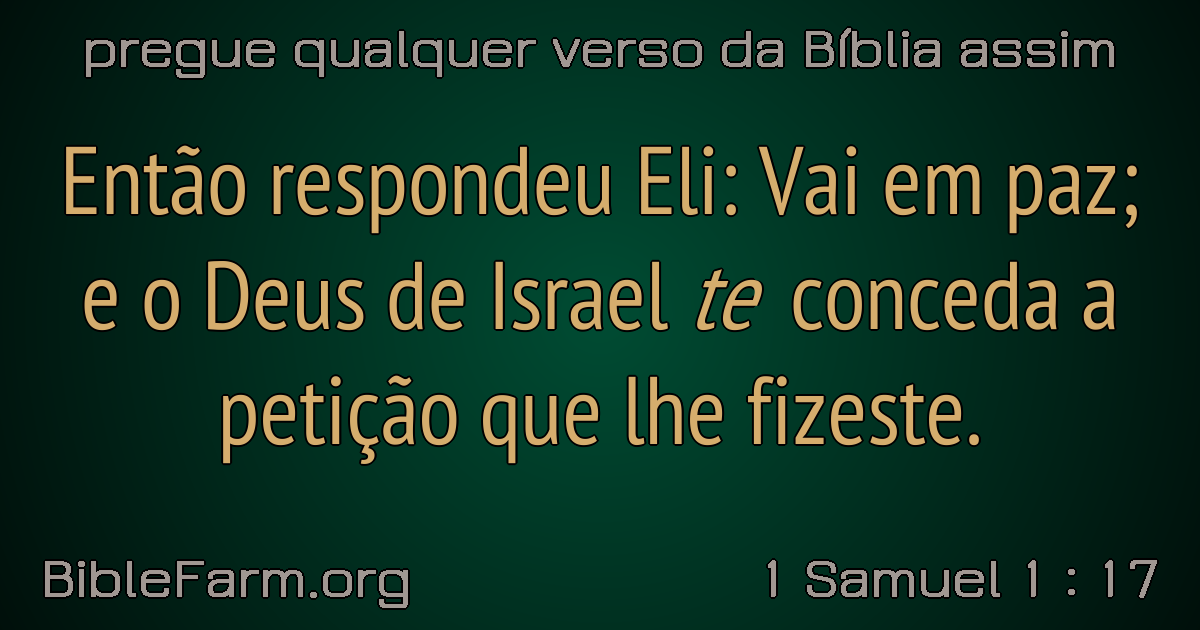 pregue qualquer verso da Bíblia assim
Então respondeu Eli: Vai em paz;
e o Deus de Israel te conceda a
petição que lhe fizeste.
BibleFarm.org
1 Samuel 1 : 17